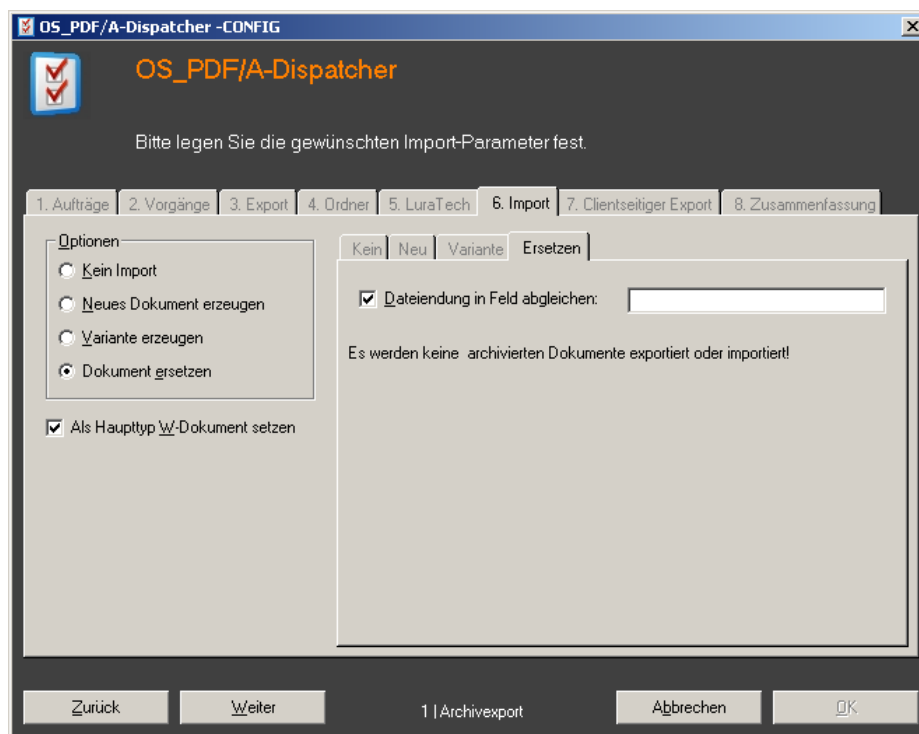 OS_PDF/A-Dispatcher -CONFIG
OS_PDF/A-Dispatcher
Bitte legen Sie die gewünschten Import-Parameter fest.
1. Aufträge 2. Vorgänge 3. Export 4. Ordner 5. LuraTech 6. Import 7. Clientseitiger Export 8. Zusammenfassung
Optionen
Kein Import
Neues Dokument erzeugen
Variante erzeugen
Dokument ersetzen
Als Haupttyp W-Dokument setzen
Kein Neu Variante Ersetzen
Dateiendung in Feld abgleichen:
Es werden keine archivierten Dokumente exportiert oder importiert!
Zurück Weiter 1 | Archivexport Abbrechen OK